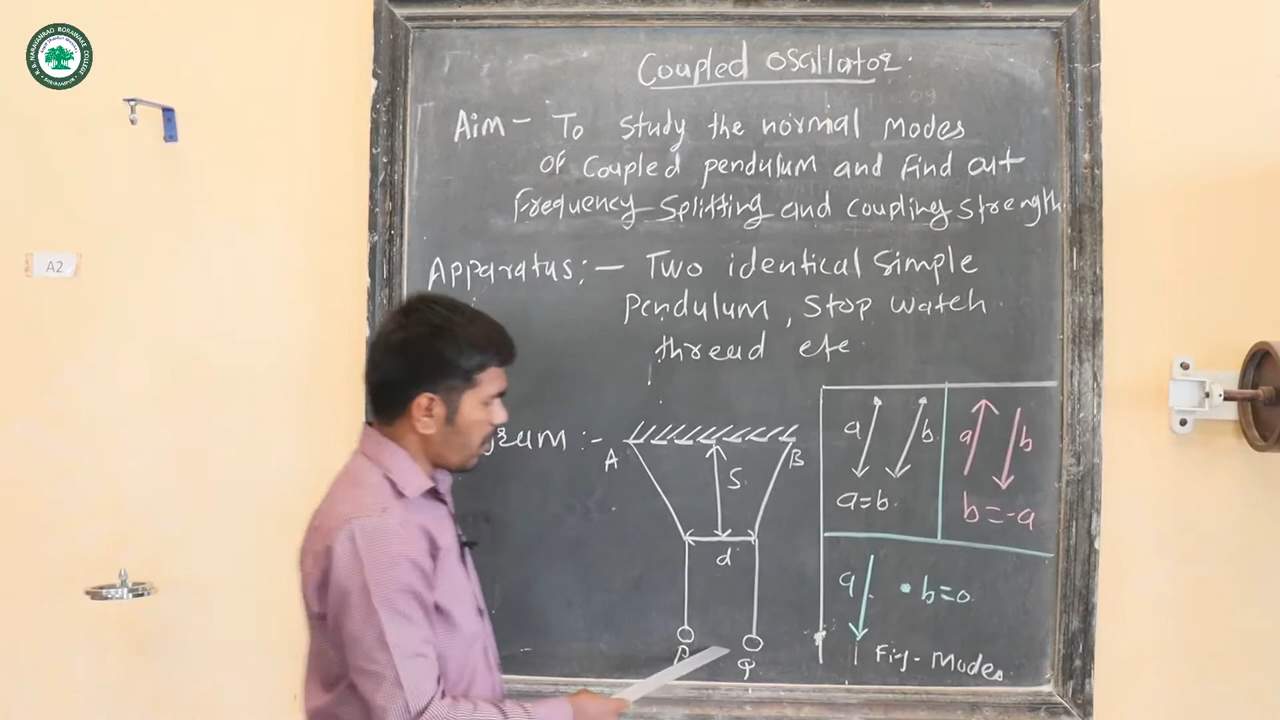 Coupled oscillator.
Aim - To study the normal modes
of Coupled pendulum and Find out
Frequency Splitting and coupling strength
Apparatus :- Two identical Simple
pendulum, Stop watch
thread etc.
A
B
S
d
P
Q
a b
a=b.
a b
b=-a
a b=0
Fig- Modes.
A2